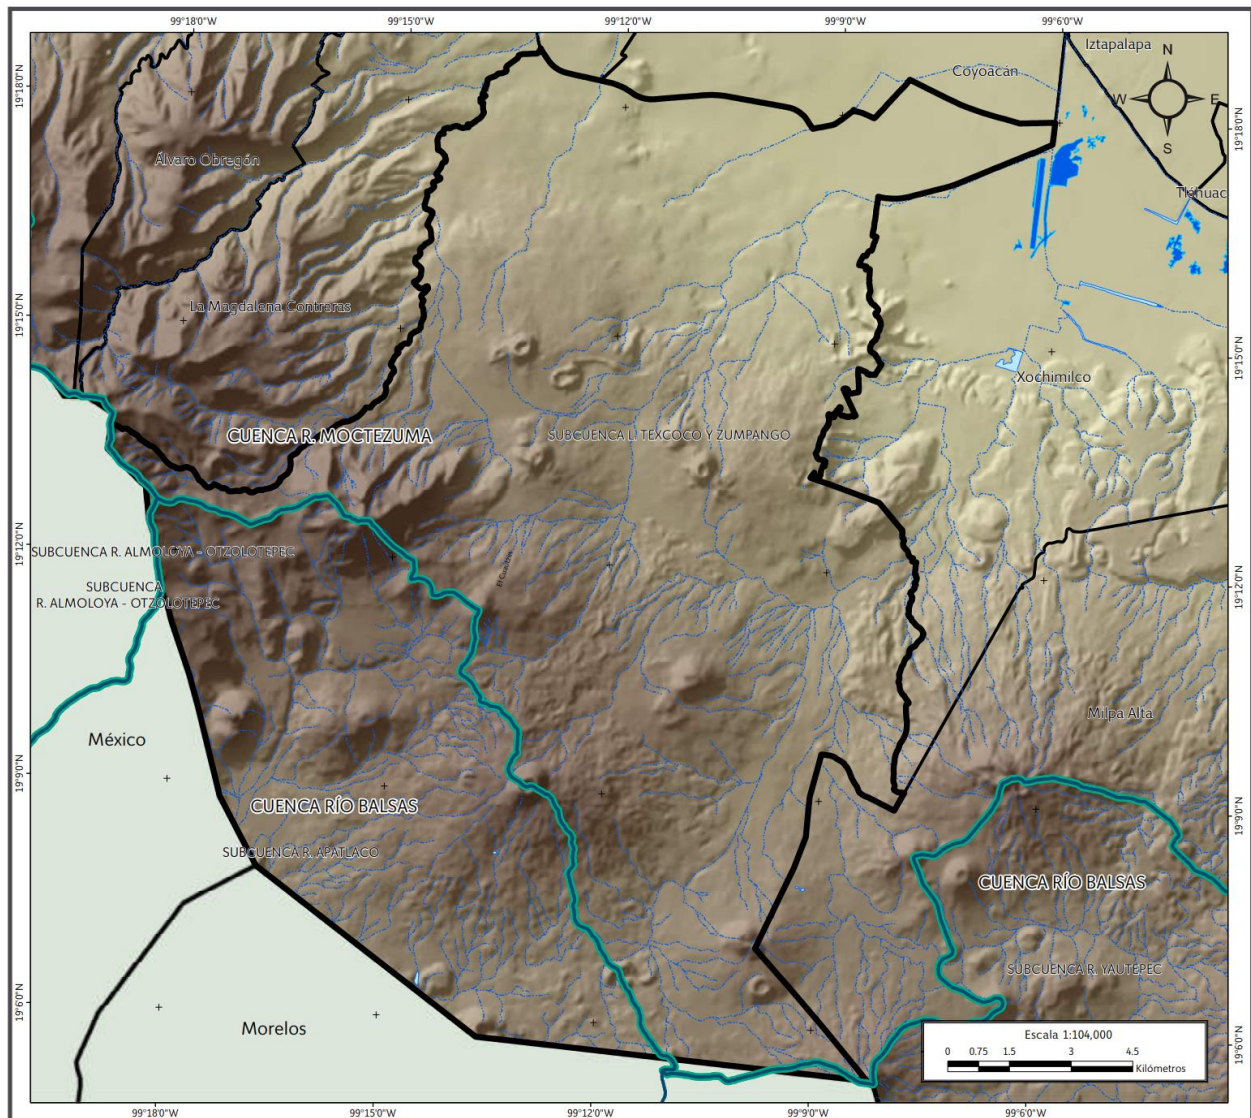 99°18'0"W 99°15'0"W 99°12'0"W 99°9'0"W 99°6'0"W
Iztapalapa
N
Coyoacán
W E
S
19°18'0"N
19°18'0"N
Álvaro Obregón
Tláhuac
La Magdalena Contreras
19°15'0"N
19°15'0"N
Xochimilco
CUENCA R. MOCTEZUMA
SUBCUENCA LI TEXCOCO Y ZUMPANGO
19°12'0"N
SUBCUENCA R. ALMOLOYA - OTZOLOTEPEC
19°12'0"N
SUBCUENCA
R. ALMOLOYA - OTZOLOTEPEC
Milpa Alta
México
19°9'0"N
CUENCA RÍO BALSAS
19°9'0"N
SUBCUENCA R. APATLACO
CUENCA RÍO BALSAS
SUBCUENCA R. YAUTEPEC
19°6'0"N
Morelos
19°6'0"N
Escala 1:104,000
0 0.75 1.5 3 4.5
Kilómetros
99°18'0"W 99°15'0"W 99°12'0"W 99°9'0"W 99°6'0"W